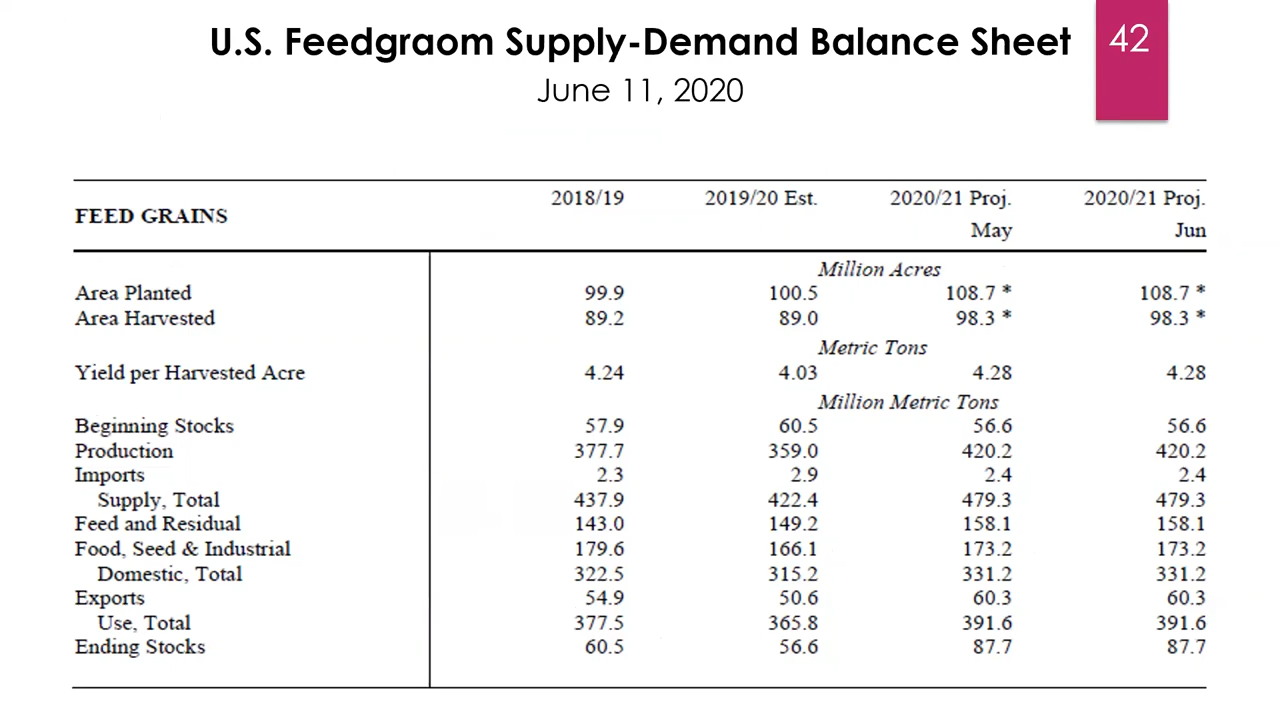 U.S. Feedgraom Supply-Demand Balance Sheet
42
June 11, 2020
FEED GRAINS 2018/19 2019/20 Est. 2020/21 Proj. 2020/21 Proj.
May Jun
Million Acres
Area Planted 99.9 100.5 108.7 * 108.7 *
Area Harvested 89.2 89.0 98.3 * 98.3 *
Metric Tons
Yield per Harvested Acre 4.24 4.03 4.28 4.28
Million Metric Tons
Beginning Stocks 57.9 60.5 56.6 56.6
Production 377.7 359.0 420.2 420.2
Imports 2.3 2.9 2.4 2.4
Supply, Total 437.9 422.4 479.3 479.3
Feed and Residual 143.0 149.2 158.1 158.1
Food, Seed & Industrial 179.6 166.1 173.2 173.2
Domestic, Total 322.5 315.2 331.2 331.2
Exports 54.9 50.6 60.3 60.3
Use, Total 377.5 365.8 391.6 391.6
Ending Stocks 60.5 56.6 87.7 87.7